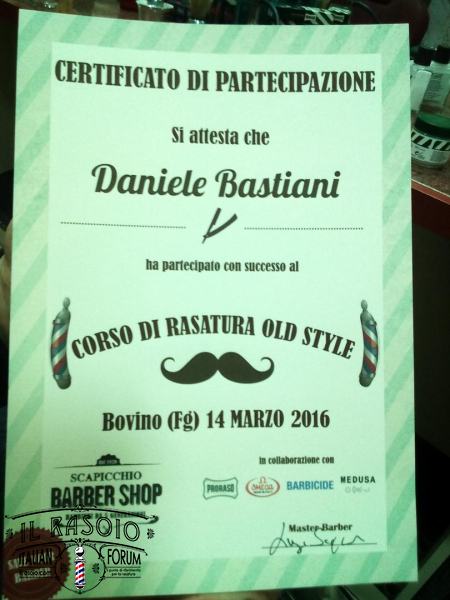 CERTIFICATO DI PARTECIPAZIONE
Si attesta che
Daniele Bastiani
ha partecipato con successo al
CORSO DI RASATURA OLD STYLE
Bovino (Fg) 14 MARZO 2016
in collaborazione con
SCAPICCHIO
BARBER SHOP
PRORASO
OMEGA
BARBICIDE
MEDUSA
Master Barber
IL RASOIO
ITALIAN
FORUM